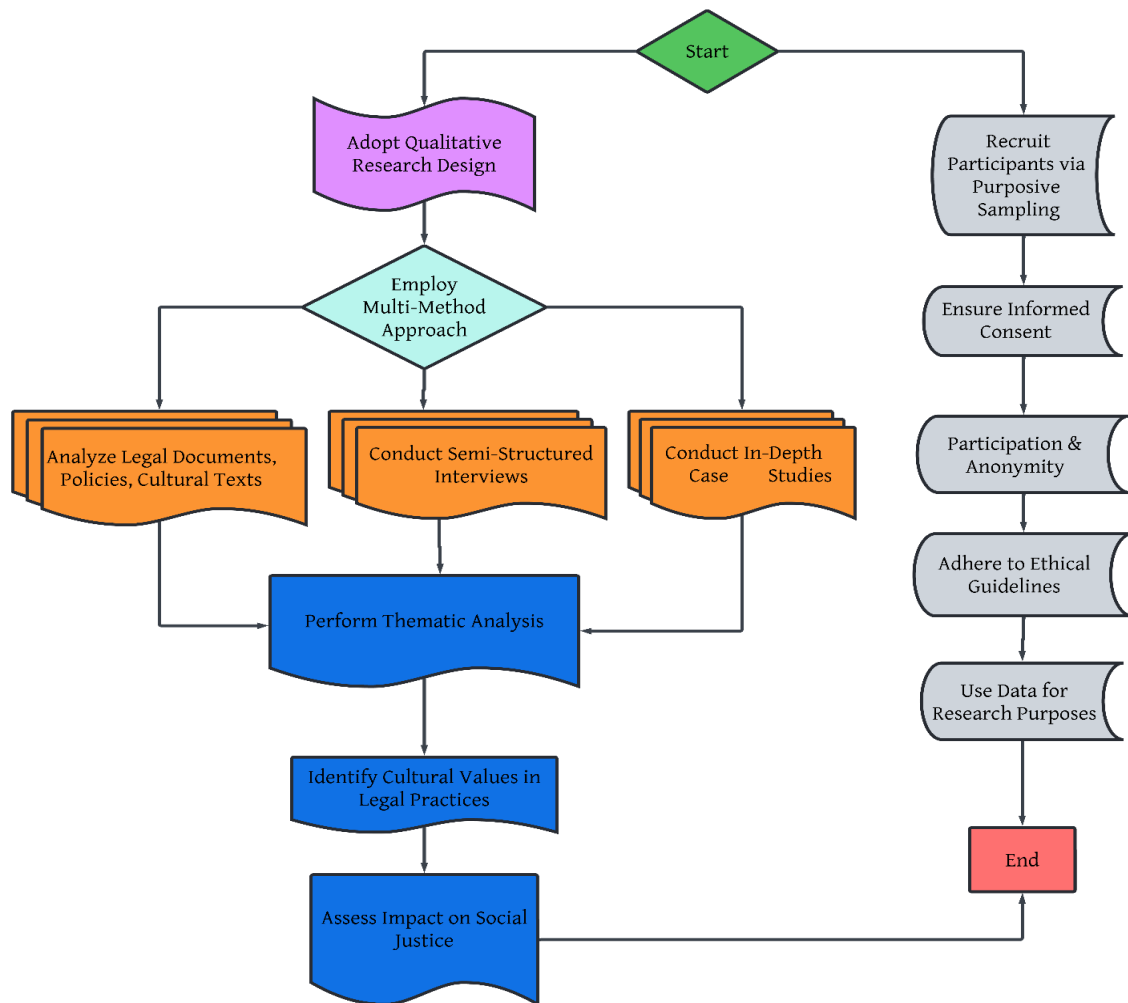 Start
Adopt Qualitative
Research Design
Recruit
Participants via
Purposive
Sampling
Employ
Multi-Method
Approach
Ensure Informed
Consent
Analyze Legal Documents,
Policies, Cultural Texts
Conduct Semi-Structured
Interviews
Conduct In-Depth
Case Studies
Participation &
Anonymity
Perform Thematic Analysis
Adhere to Ethical
Guidelines
Use Data for
Research Purposes
Identify Cultural Values in
Legal Practices
End
Assess Impact on Social
Justice